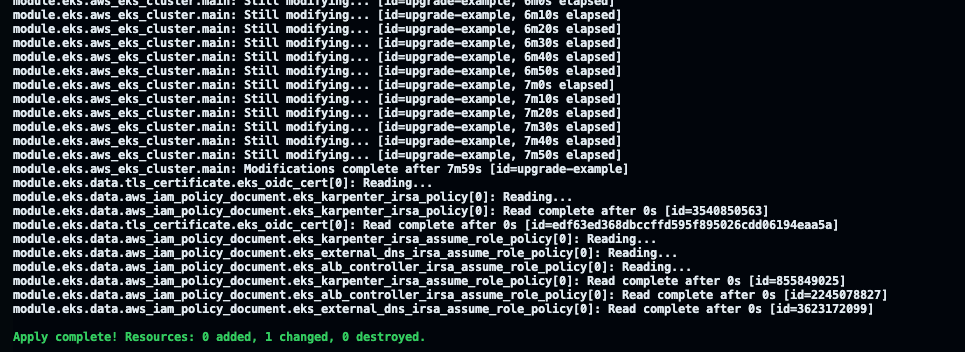 module.eks.aws_eks_cluster.main: Still modifying... [id=upgrade-example, 6m0s elapsed]
module.eks.aws_eks_cluster.main: Still modifying... [id=upgrade-example, 6m10s elapsed]
module.eks.aws_eks_cluster.main: Still modifying... [id=upgrade-example, 6m20s elapsed]
module.eks.aws_eks_cluster.main: Still modifying... [id=upgrade-example, 6m30s elapsed]
module.eks.aws_eks_cluster.main: Still modifying... [id=upgrade-example, 6m40s elapsed]
module.eks.aws_eks_cluster.main: Still modifying... [id=upgrade-example, 6m50s elapsed]
module.eks.aws_eks_cluster.main: Still modifying... [id=upgrade-example, 7m0s elapsed]
module.eks.aws_eks_cluster.main: Still modifying... [id=upgrade-example, 7m10s elapsed]
module.eks.aws_eks_cluster.main: Still modifying... [id=upgrade-example, 7m20s elapsed]
module.eks.aws_eks_cluster.main: Still modifying... [id=upgrade-example, 7m30s elapsed]
module.eks.aws_eks_cluster.main: Still modifying... [id=upgrade-example, 7m40s elapsed]
module.eks.aws_eks_cluster.main: Still modifying... [id=upgrade-example, 7m50s elapsed]
module.eks.aws_eks_cluster.main: Modifications complete after 7m59s [id=upgrade-example]
module.eks.data.tls_certificate.eks_oidc_cert[0]: Reading...
module.eks.data.aws_iam_policy_document.eks_karpenter_irsa_policy[0]: Reading...
module.eks.data.aws_iam_policy_document.eks_karpenter_irsa_policy[0]: Read complete after 0s [id=3540850563]
module.eks.data.tls_certificate.eks_oidc_cert[0]: Read complete after 0s [id=edf63ed368dbccffd595f895026cdd06194eaa5a]
module.eks.data.aws_iam_policy_document.eks_karpenter_irsa_assume_role_policy[0]: Reading...
module.eks.data.aws_iam_policy_document.eks_external_dns_irsa_assume_role_policy[0]: Reading...
module.eks.data.aws_iam_policy_document.eks_alb_controller_irsa_assume_role_policy[0]: Reading...
module.eks.data.aws_iam_policy_document.eks_karpenter_irsa_assume_role_policy[0]: Read complete after 0s [id=855849025]
module.eks.data.aws_iam_policy_document.eks_alb_controller_irsa_assume_role_policy[0]: Read complete after 0s [id=2245078827]
module.eks.data.aws_iam_policy_document.eks_external_dns_irsa_assume_role_policy[0]: Read complete after 0s [id=3623172099]
Apply complete! Resources: 0 added, 1 changed, 0 destroyed.